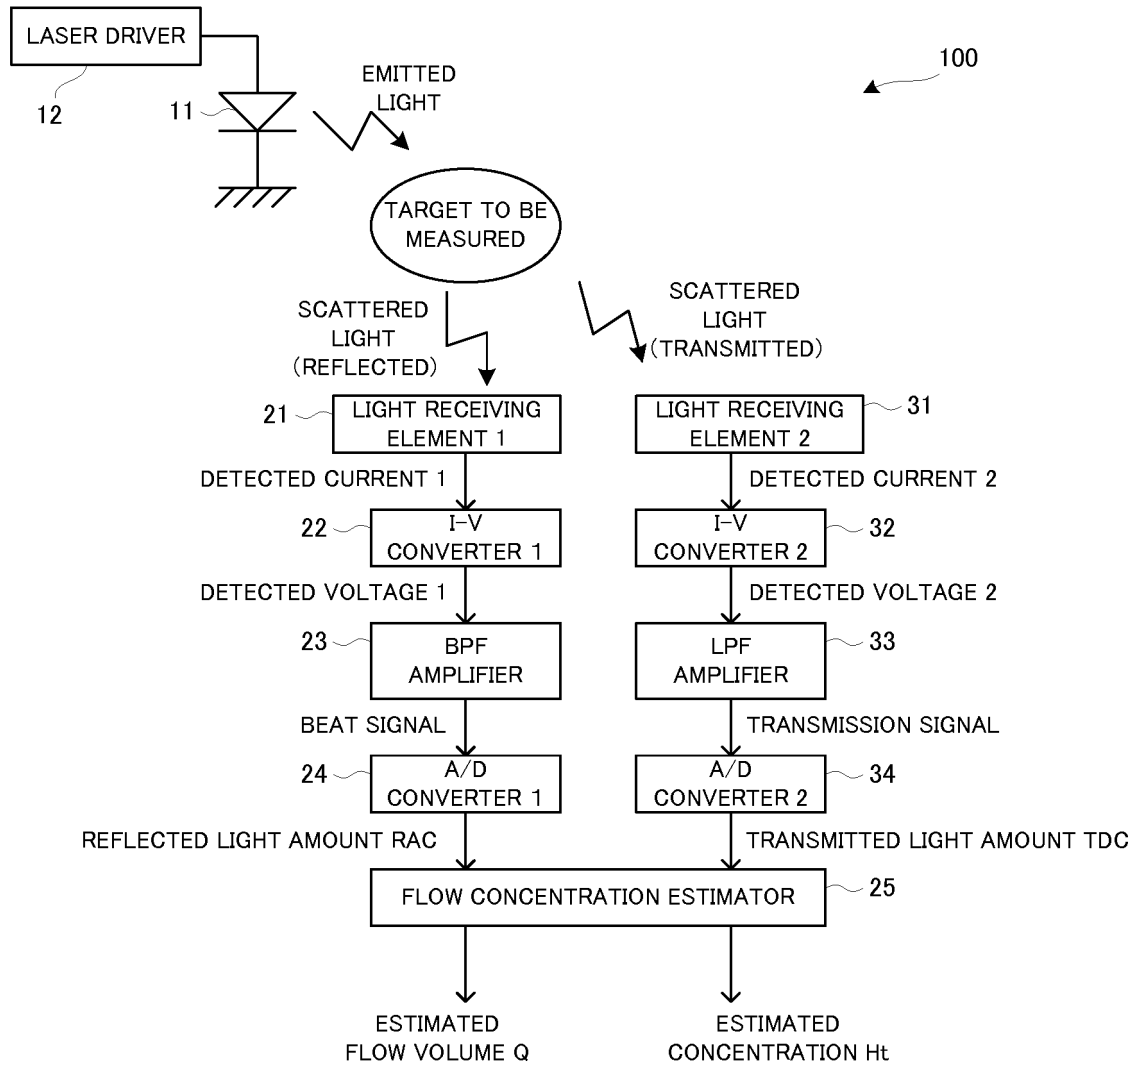 LASER DRIVER
12
11
EMITTED
LIGHT
100
TARGET TO BE
MEASURED
SCATTERED
LIGHT
(REFLECTED)
SCATTERED
LIGHT
(TRANSMITTED)
21
LIGHT RECEIVING
ELEMENT 1
LIGHT RECEIVING
ELEMENT 2
31
DETECTED CURRENT 1
DETECTED CURRENT 2
22
I-V
CONVERTER 1
I-V
CONVERTER 2
32
DETECTED VOLTAGE 1
DETECTED VOLTAGE 2
23
BPF
AMPLIFIER
LPF
AMPLIFIER
33
BEAT SIGNAL
TRANSMISSION SIGNAL
24
A/D
CONVERTER 1
A/D
CONVERTER 2
34
REFLECTED LIGHT AMOUNT RAC
TRANSMITTED LIGHT AMOUNT TDC
FLOW CONCENTRATION ESTIMATOR
25
ESTIMATED
FLOW VOLUME Q
ESTIMATED
CONCENTRATION Ht